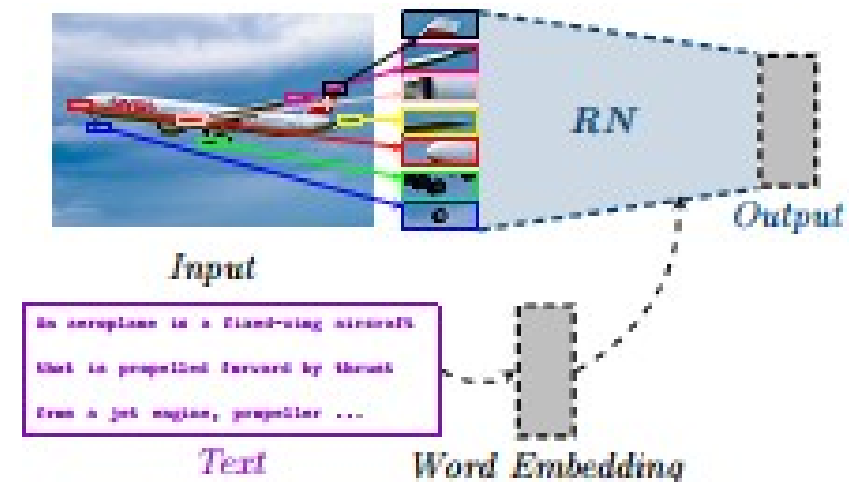 RN
Output
Input
An aeroplane is a fixed-wing aircraft
that is propelled forward by thrust
from a jet engine, propeller ...
Text
Word Embedding